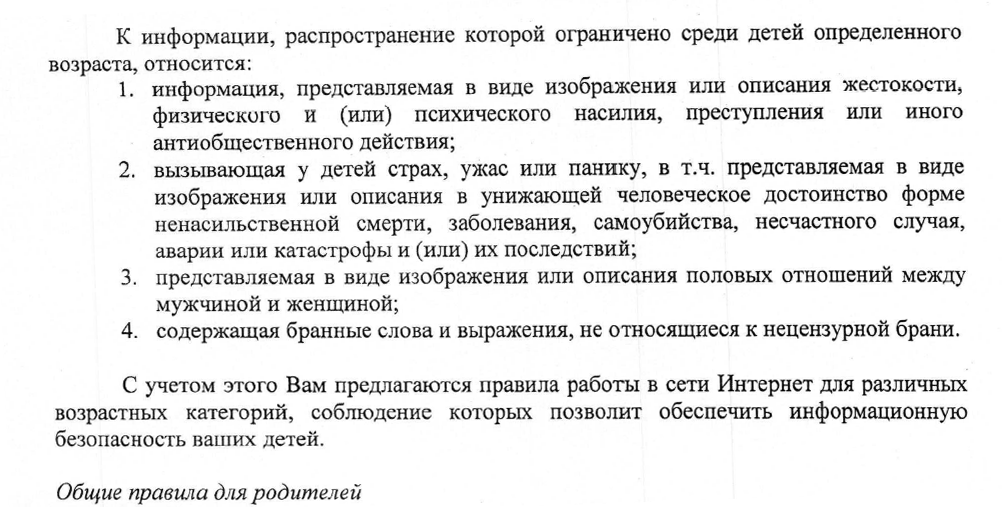 К информации, распространение которой ограничено среди детей определенного
возраста, относится:
1. информация, представляемая в виде изображения или описания жестокости,
физического и (или) психического насилия, преступления или иного
антиобщественного действия;
2. вызывающая у детей страх, ужас или панику, в т.ч. представляемая в виде
изображения или описания в унижающей человеческое достоинство форме
ненасильственной смерти, заболевания, самоубийства, несчастного случая,
аварии или катастрофы и (или) их последствий;
3. представляемая в виде изображения или описания половых отношений между
мужчиной и женщиной;
4. содержащая бранные слова и выражения, не относящиеся к нецензурной брани.
С учетом этого Вам предлагаются правила работы в сети Интернет для различных
возрастных категорий, соблюдение которых позволит обеспечить информационную
безопасность ваших детей.
Общие правила для родителей